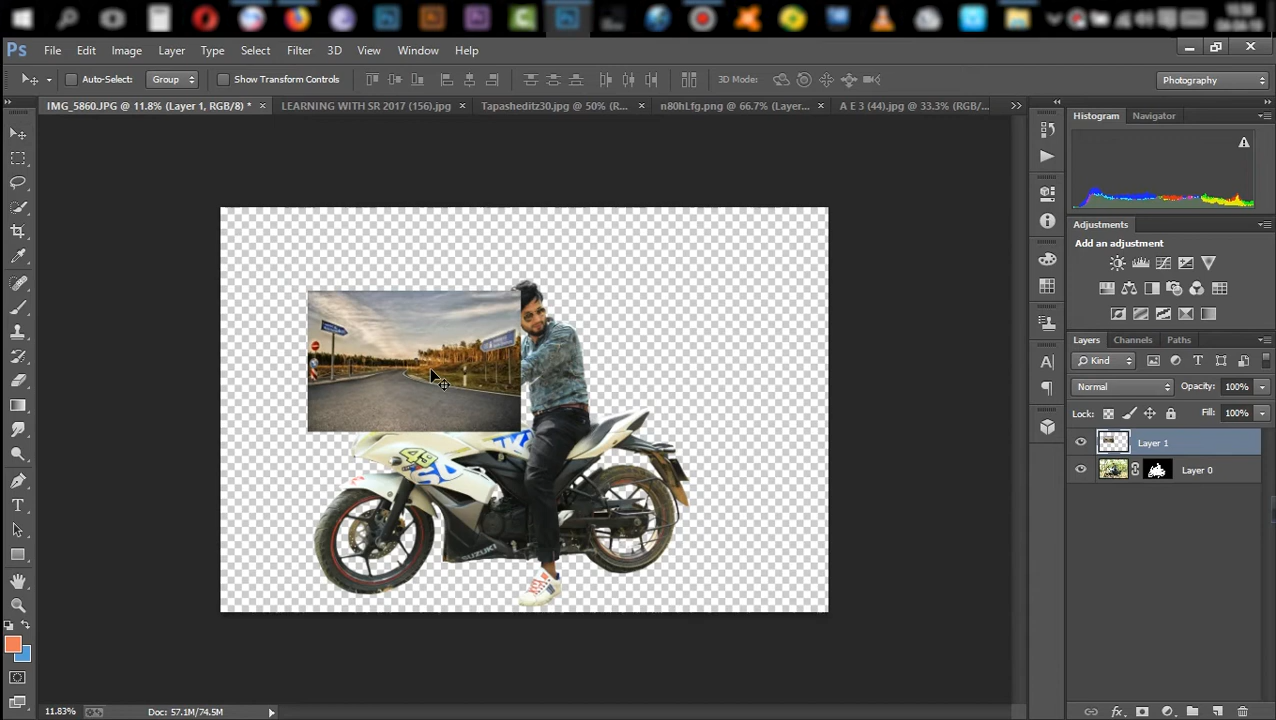 Ps File Edit Image Layer Type Select Filter 3D View Window Help
Auto-Select: Group Show Transform Controls 3D Mode: Photography
IMG_5860.JPG @ 11.8% (Layer 1, RGB/8) * × LEARNING WITH SR 2017 (156).jpg × Tapasheditz30.jpg @ 50% (R... × n80hLfg.png @ 66.7% (Layer... × A E 3 (44).jpg @ 33.3% (RGB/...
Histogram Navigator
Adjustments
Add an adjustment
Layers Channels Paths
Kind
Normal Opacity: 100%
Lock: Fill: 100%
Layer 1
Layer 0
49
SUZUKI
11.83% Doc: 57.1M/74.5M